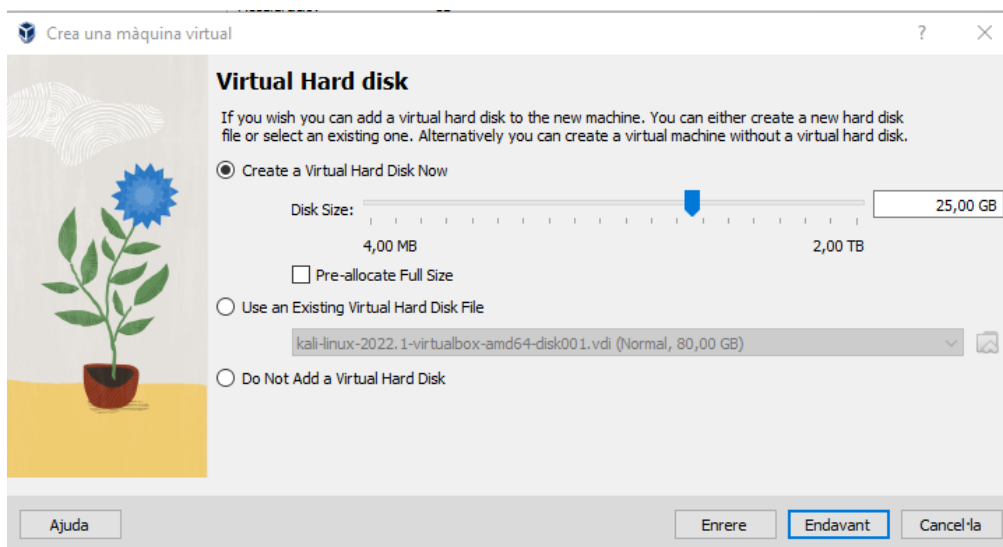 Crea una màquina virtual
?
Virtual Hard disk
If you wish you can add a virtual hard disk to the new machine. You can either create a new hard disk
file or select an existing one. Alternatively you can create a virtual machine without a virtual hard disk.
Create a Virtual Hard Disk Now
Disk Size:
25,00 GB
4,00 MB
2,00 TB
Pre-allocate Full Size
Use an Existing Virtual Hard Disk File
kali-linux-2022.1-virtualbox-amd64-disk001.vdi (Normal, 80,00 GB)
Do Not Add a Virtual Hard Disk
Ajuda
Enrere
Endavant
Cancel·la